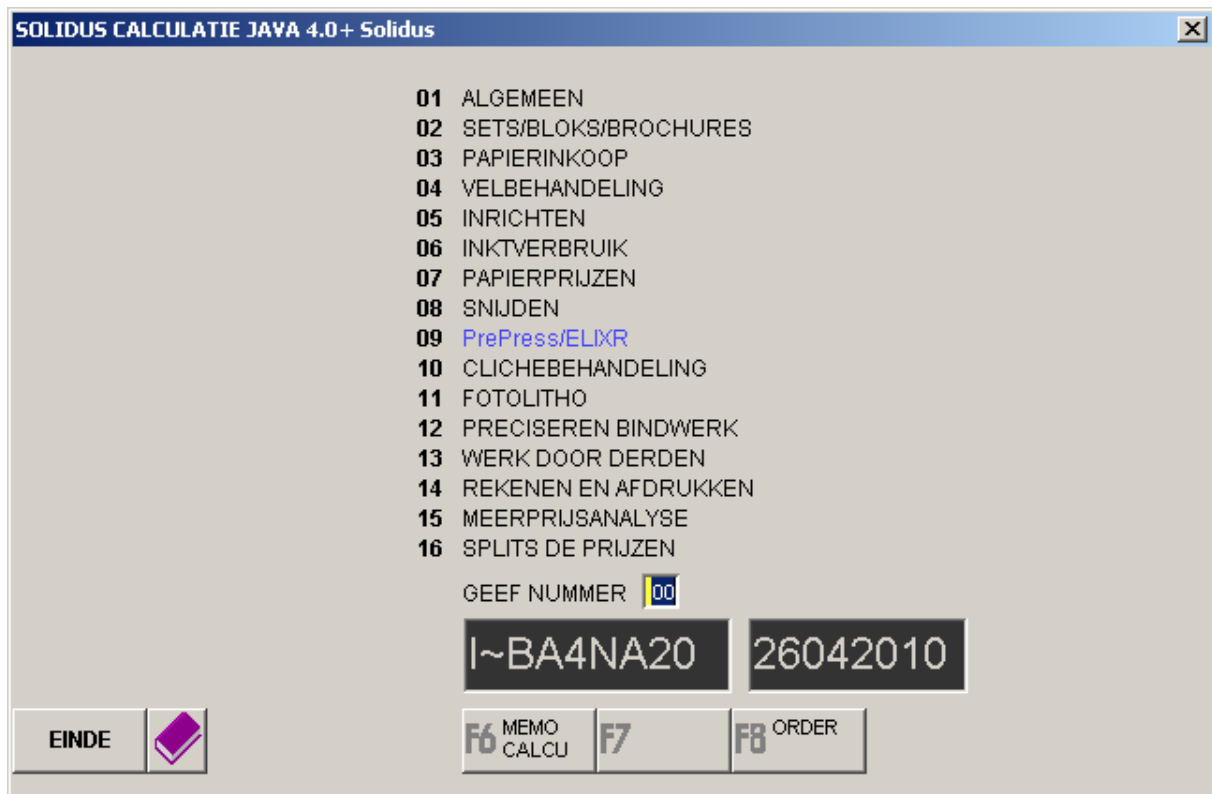 SOLIDUS CALCULATIE JAVA 4.0+ Solidus
01 ALGEMEEN
02 SETS/BLOKS/BROCHURES
03 PAPIERINKOOP
04 VELBEHANDELING
05 INRICHTEN
06 INKTVERBRUIK
07 PAPIERPRIJZEN
08 SNIJDEN
09 PrePress/ELIXR
10 CLICHEBEHANDELING
11 FOTOLITHO
12 PRECISEREN BINDWERK
13 WERK DOOR DERDEN
14 REKENEN EN AFDRUKKEN
15 MEERPRIJSANALYSE
16 SPLITS DE PRIJZEN
GEEF NUMMER 00
I~BA4NA20 26042010
EINDE F6 MEMO CALCU F7 F8 ORDER